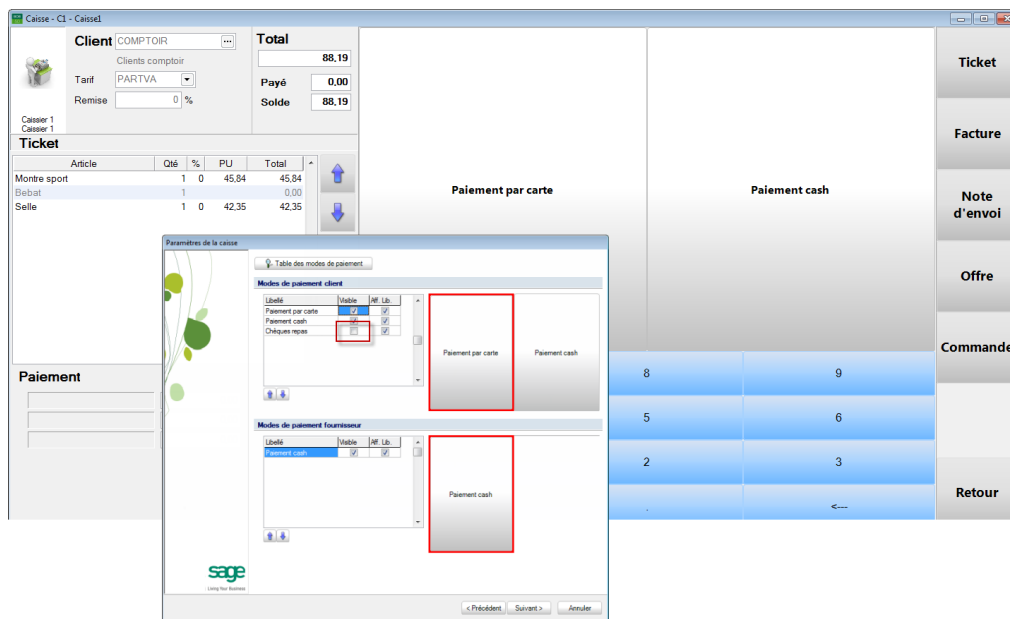 Caisse - C1 - Caisse1
Client COMPTOIR ...
Clients comptoir
Tarif PARTVA
Remise 0 %
Caissier 1
Caissier 1
Total
88,19
Payé 0,00
Solde 88,19
Ticket
Article Qté % PU Total
Montre sport 1 0 45,84 45,84
Bebat 1 0,00
Selle 1 0 42,35 42,35
Paiement
Paiement par carte
Paiement cash
Ticket
Facture
Note
d'envoi
Offre
Commande
Retour
8 9
5 6
2 3
. <---
Paramètres de la caisse
Table des modes de paiement
Modes de paiement client
Libellé Visible Aff. Lib.
Paiement par carte
Paiement cash
Chèques repas
Paiement par carte
Paiement cash
Modes de paiement fournisseur
Libellé Visible Aff. Lib.
Paiement cash
Paiement cash
sage
Living Your Business
< Précédent Suivant > Annuler